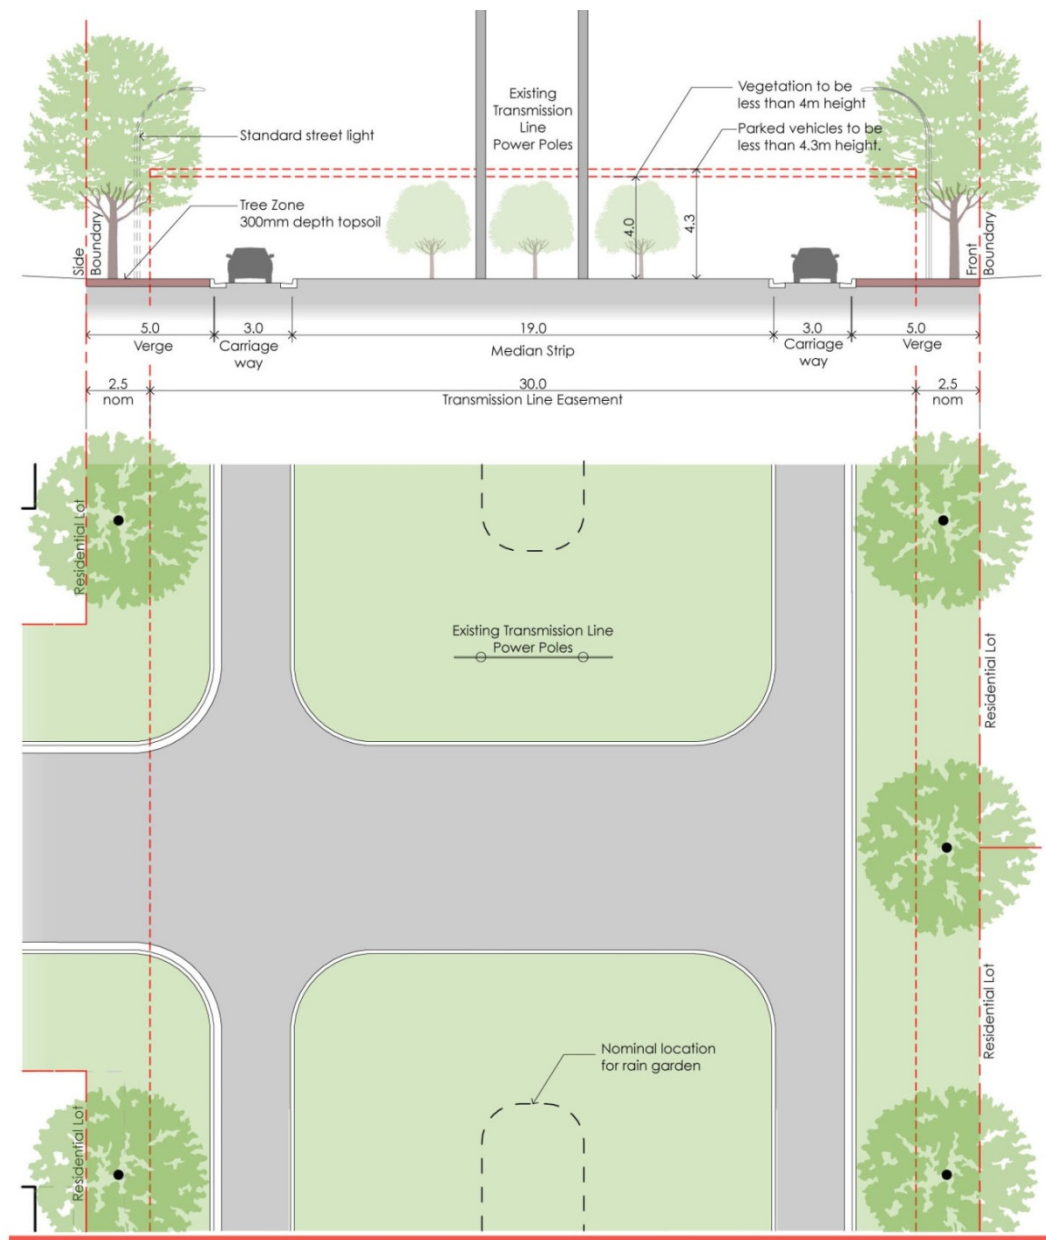 Existing
Transmission
Line
Power Poles
Vegetation to be
less than 4m height
Parked vehicles to be
less than 4.3m height.
Standard street light
Tree Zone
300mm depth topsoil
Side
Boundary
4.0
4.3
Front
Boundary
5.0
Verge
3.0
Carriage
way
19.0
Median Strip
3.0
Carriage
way
5.0
Verge
2.5
nom
30.0
Transmission Line Easement
2.5
nom
Residential Lot
Existing Transmission Line
Power Poles
Residential Lot
Residential Lot
Nominal location
for rain garden
Residential Lot